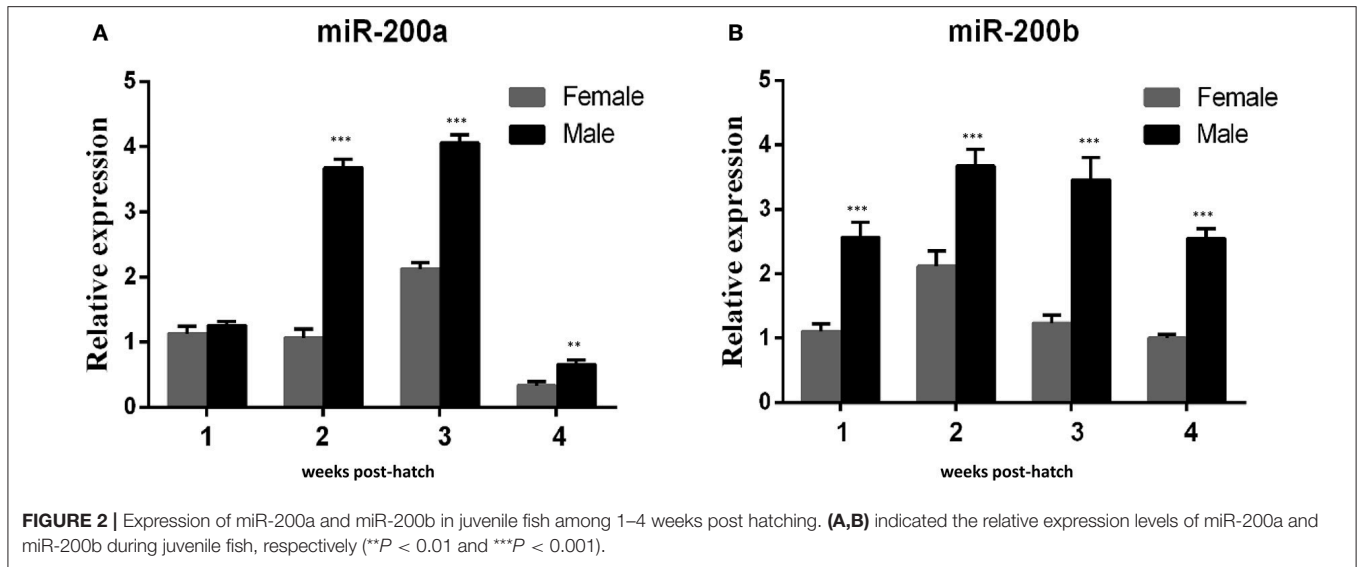 A
miR-200a
5
4
3
2
1
0
Relative expression
Female
Male
***
***
**
1 2 3 4
weeks post-hatch
B
miR-200b
5
4
3
2
1
0
Relative expression
Female
Male
***
***
***
***
1 2 3 4
weeks post-hatch
FIGURE 2 | Expression of miR-200a and miR-200b in juvenile fish among 1–4 weeks post hatching. (A,B) indicated the relative expression levels of miR-200a and
miR-200b during juvenile fish, respectively (**P < 0.01 and ***P < 0.001).